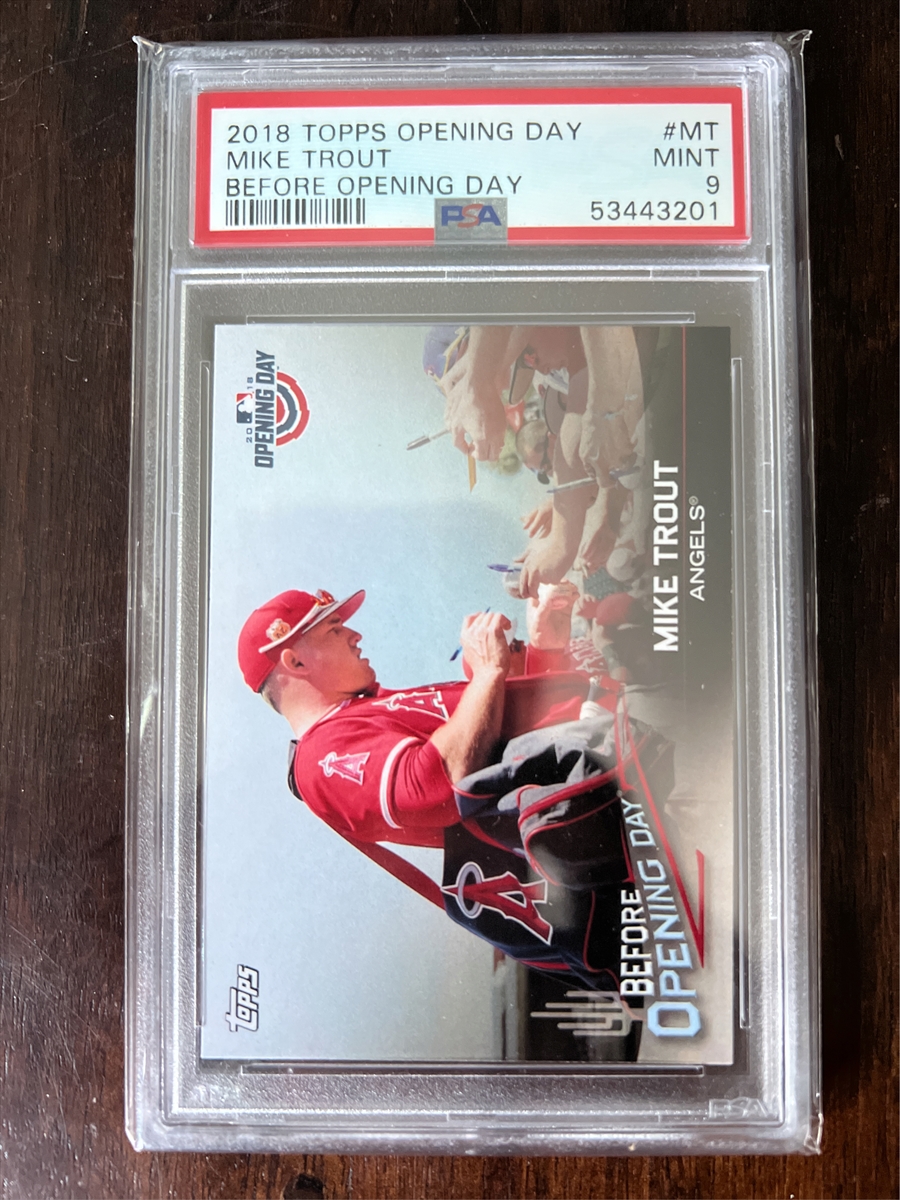 2018 TOPPS OPENING DAY #MT
MIKE TROUT MINT
BEFORE OPENING DAY 9
53443201
PSA
2018
OPENING DAY
MIKE TROUT
ANGELS®
A
A
A
BEFORE
OPENING DAY
TOPPS
PSA